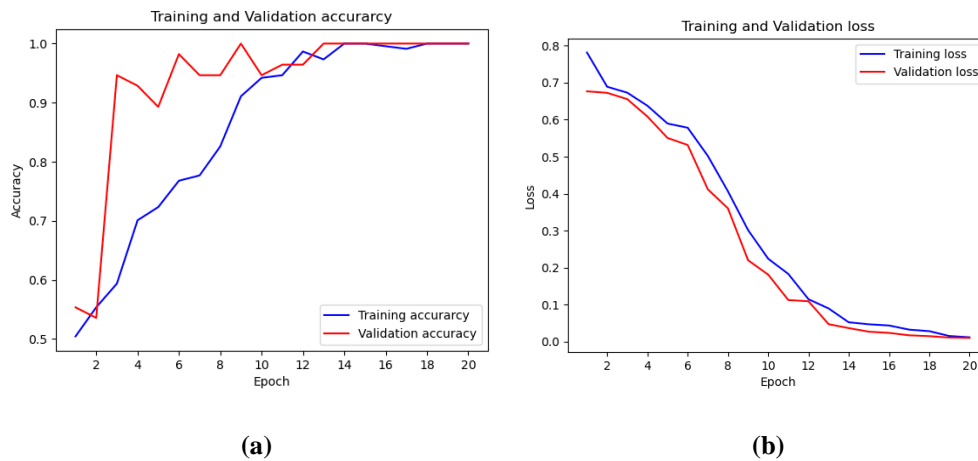 Training and Validation accurarcy
1.0
0.9
0.8
0.7
0.6
0.5
Accuracy
Training accurarcy
Validation accuracy
2 4 6 8 10 12 14 16 18 20
Epoch
(a)
Training and Validation loss
0.8
0.7
0.6
0.5
0.4
0.3
0.2
0.1
0.0
Loss
Training loss
Validation loss
2 4 6 8 10 12 14 16 18 20
Epoch
(b)